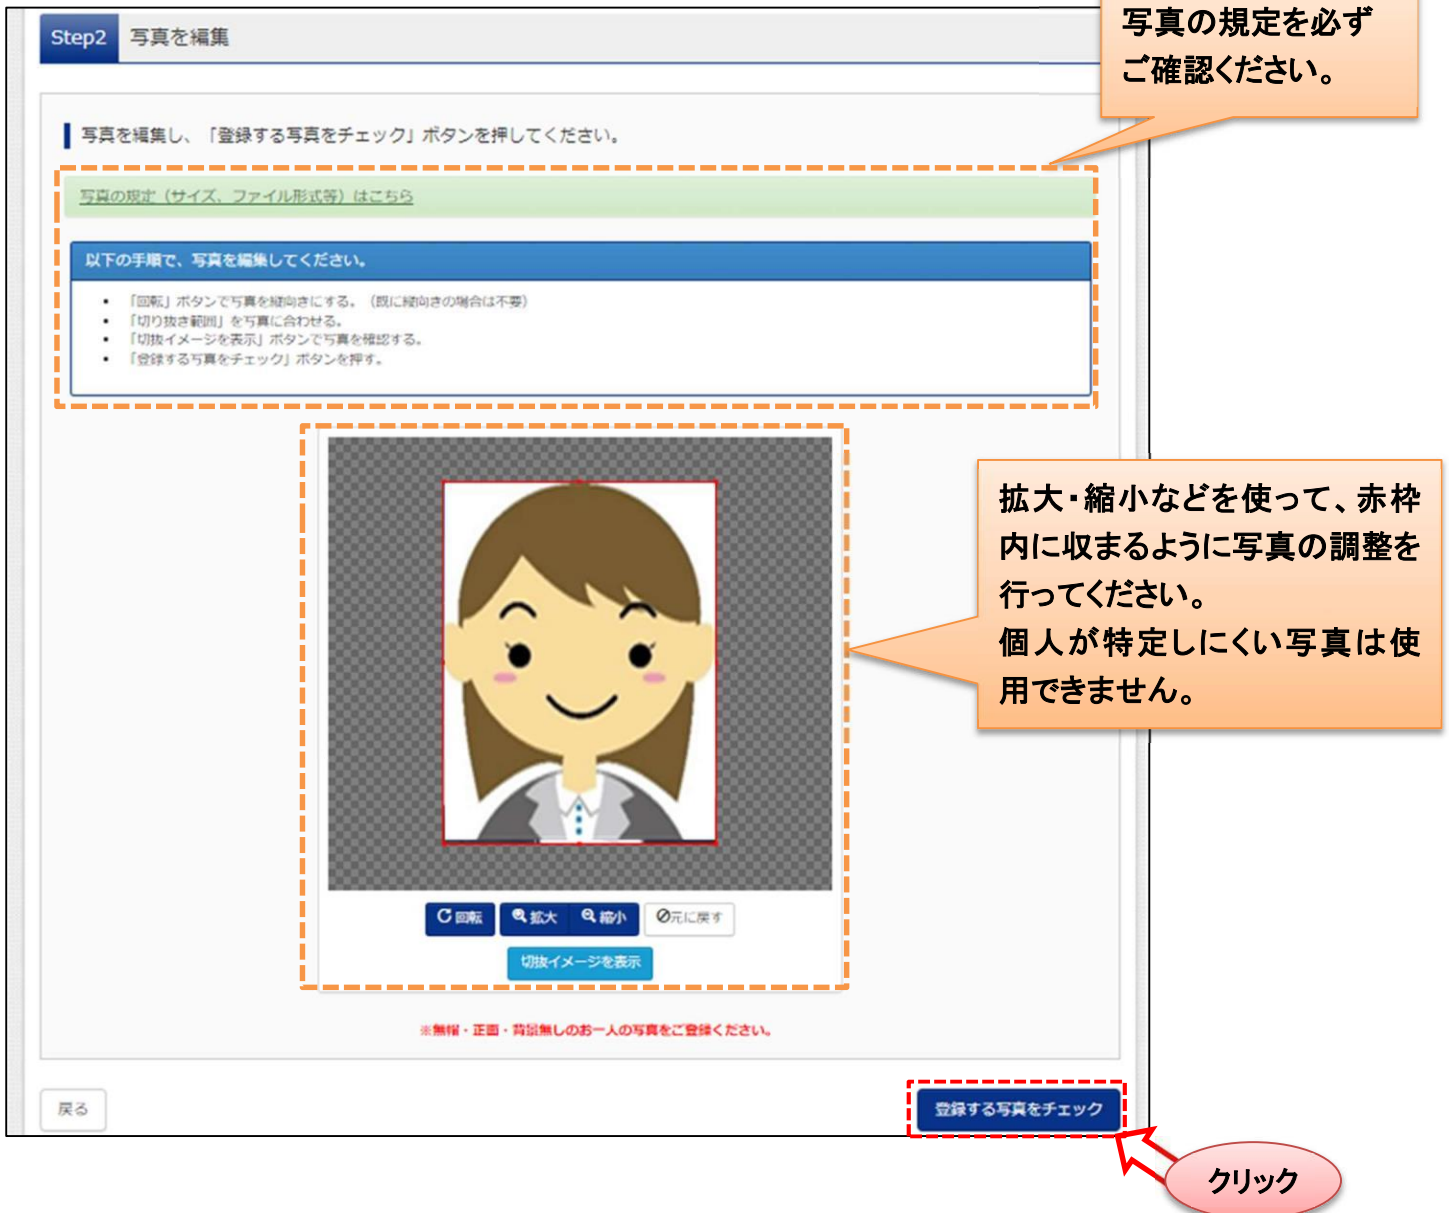 写真の規定を必ず
ご確認ください。
Step2 写真を編集
写真を編集し、「登録する写真をチェック」ボタンを押してください。
写真の規定（サイズ、ファイル形式等）はこちら
以下の手順で、写真を編集してください。
• 「回転」ボタンで写真を縦向きにする。（既に縦向きの場合は不要）
• 「切り抜き範囲」を写真に合わせる。
• 「切抜イメージを表示」ボタンで写真を確認する。
• 「登録する写真をチェック」ボタンを押す。
拡大・縮小などを使って、赤枠
内に収まるように写真の調整を
行ってください。
個人が特定しにくい写真は使
用できません。
回転 拡大 縮小 元に戻す
切抜イメージを表示
※無帽・正面・背景無しのお一人の写真をご登録ください。
戻る 登録する写真をチェック
クリック